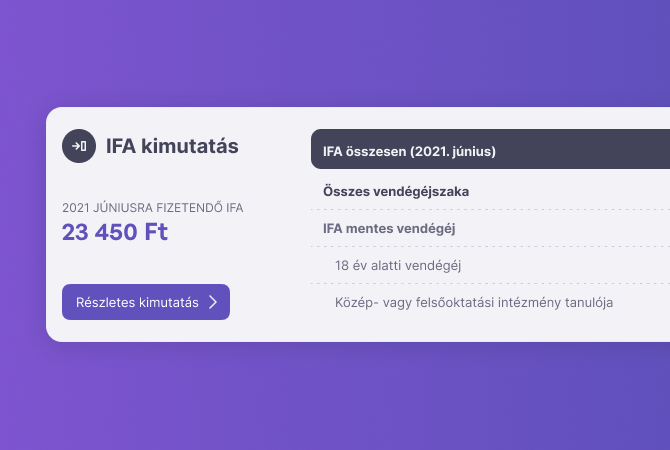 IFA kimutatás
2021 JÚNIUSRA FIZETENDŐ IFA
23 450 Ft
Részletes kimutatás
IFA összesen (2021. június)
Összes vendégéjszaka
IFA mentes vendégéj
18 év alatti vendégéj
Közép- vagy felsőoktatási intézmény tanulója